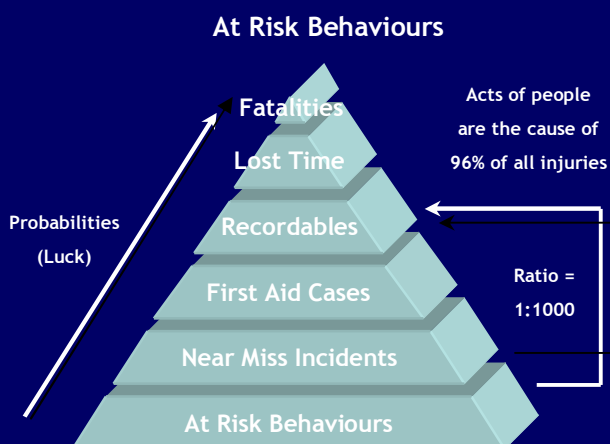 At Risk Behaviours
Fatalities
Lost Time
Recordables
First Aid Cases
Near Miss Incidents
At Risk Behaviours
Probabilities
(Luck)
Acts of people
are the cause of
96% of all injuries
Ratio =
1:1000